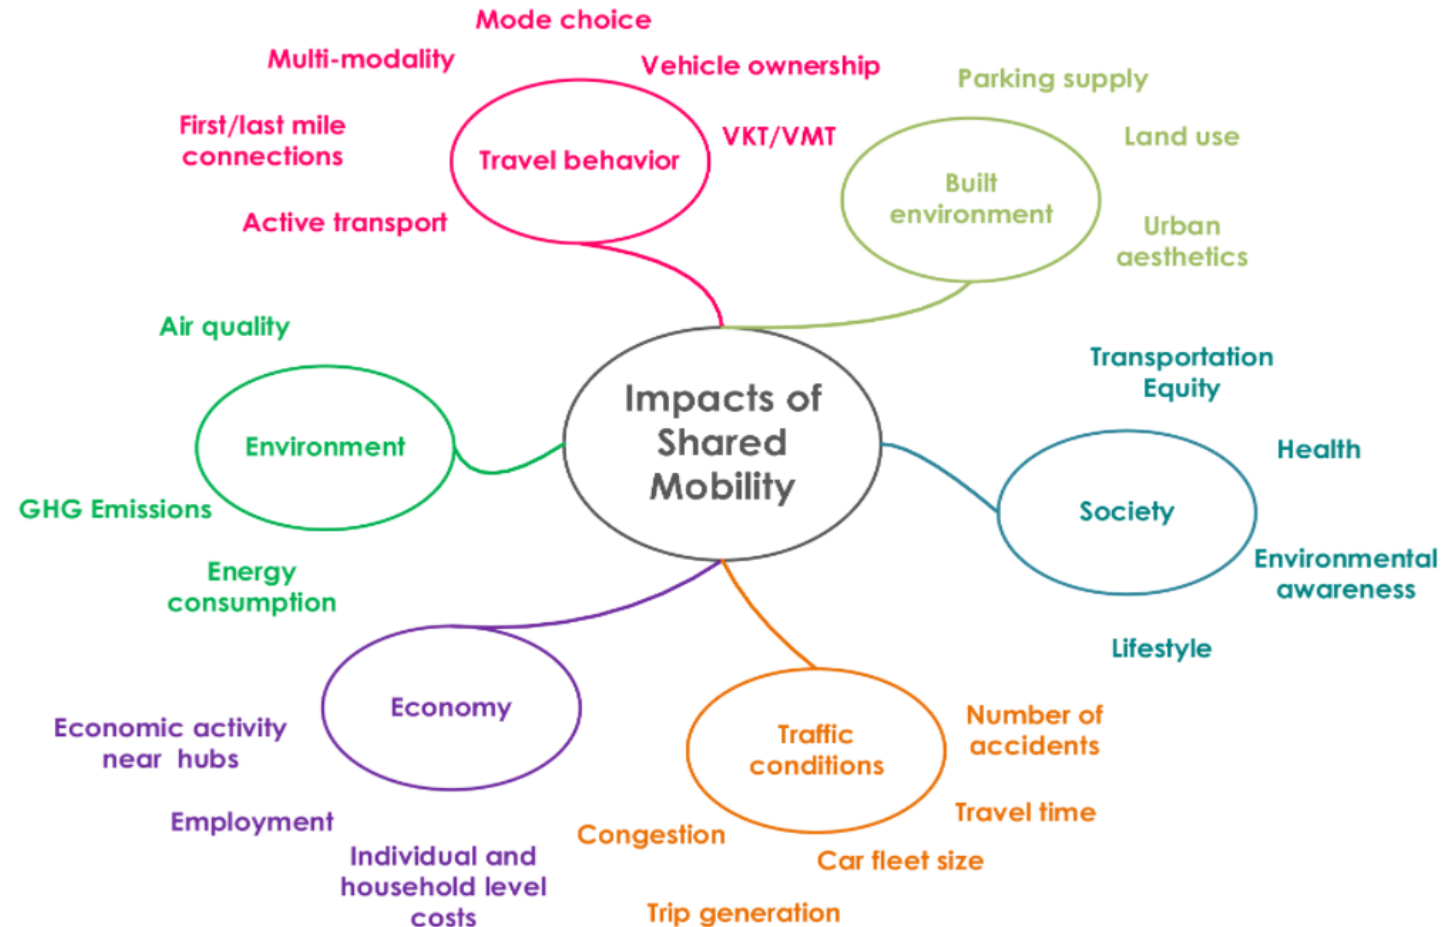 Mode choice
Multi-modality
Vehicle ownership
First/last mile
connections
VKT/VMT
Travel behavior
Active transport
Parking supply
Land use
Built
environment
Urban
aesthetics
Air quality
Environment
GHG Emissions
Energy
consumption
Impacts of
Shared
Mobility
Transportation
Equity
Health
Society
Environmental
awareness
Lifestyle
Economy
Economic activity
near hubs
Employment
Individual and
household level
costs
Traffic
conditions
Number of
accidents
Travel time
Congestion
Car fleet size
Trip generation